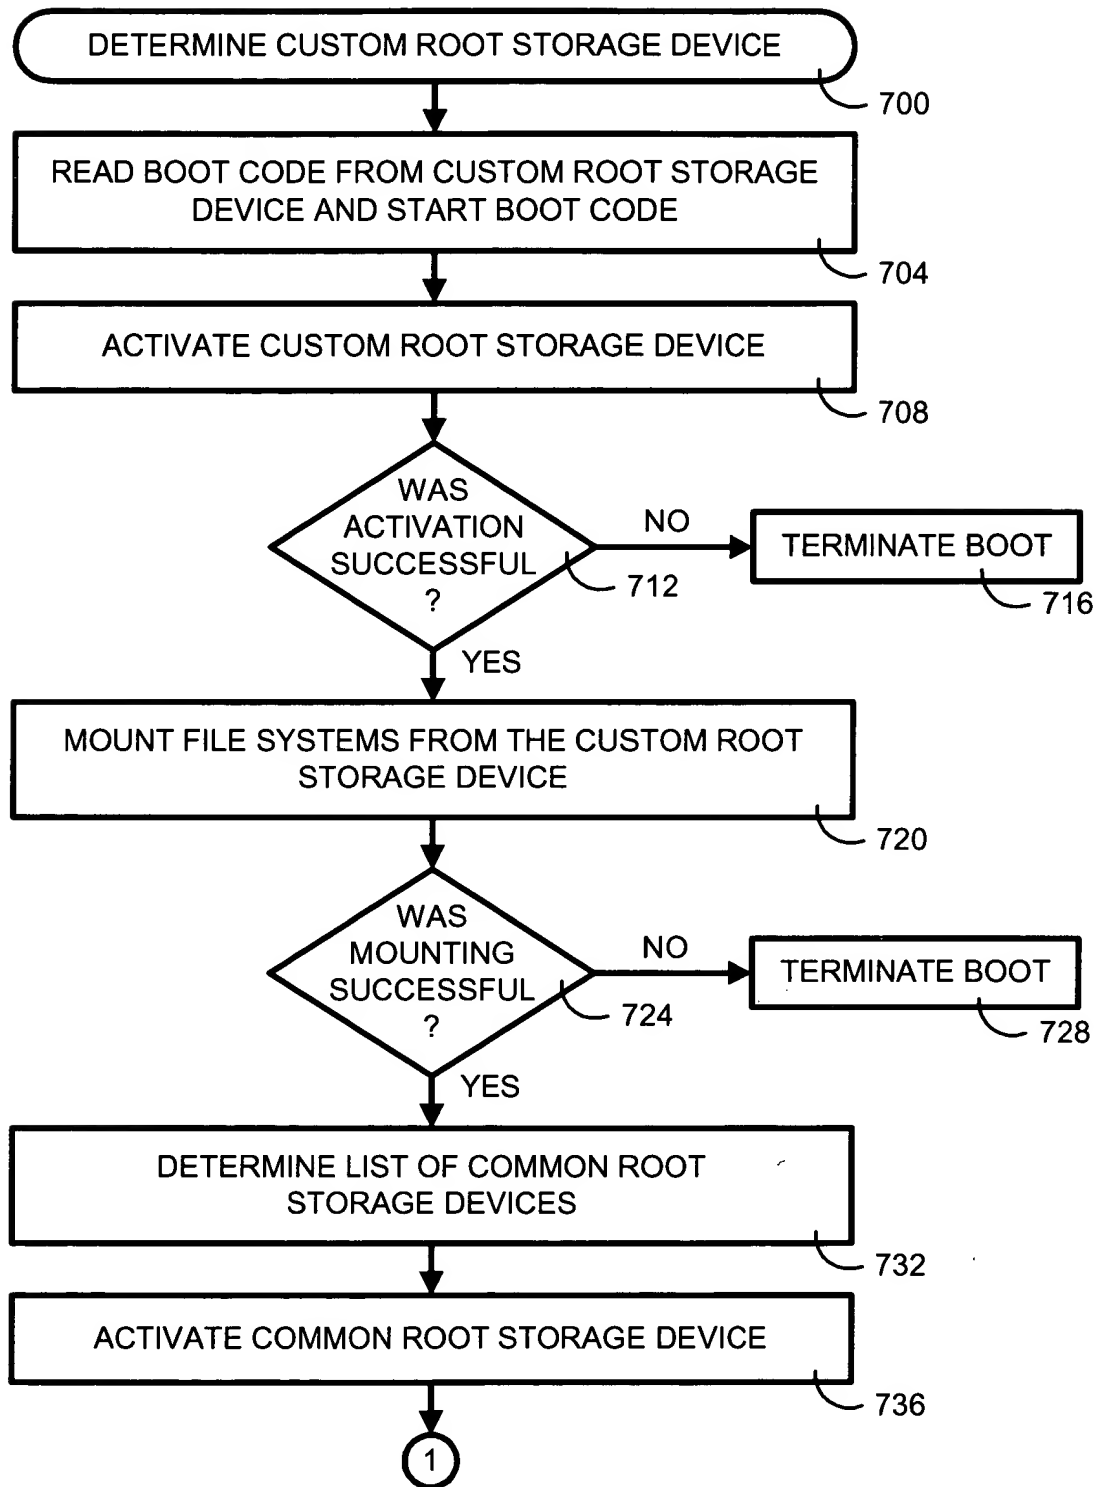 DETERMINE CUSTOM ROOT STORAGE DEVICE
700
READ BOOT CODE FROM CUSTOM ROOT STORAGE
DEVICE AND START BOOT CODE
704
ACTIVATE CUSTOM ROOT STORAGE DEVICE
708
WAS
ACTIVATION
SUCCESSFUL
?
712
NO
TERMINATE BOOT
716
YES
MOUNT FILE SYSTEMS FROM THE CUSTOM ROOT
STORAGE DEVICE
720
WAS
MOUNTING
SUCCESSFUL
?
724
NO
TERMINATE BOOT
728
YES
DETERMINE LIST OF COMMON ROOT
STORAGE DEVICES
732
ACTIVATE COMMON ROOT STORAGE DEVICE
736
1